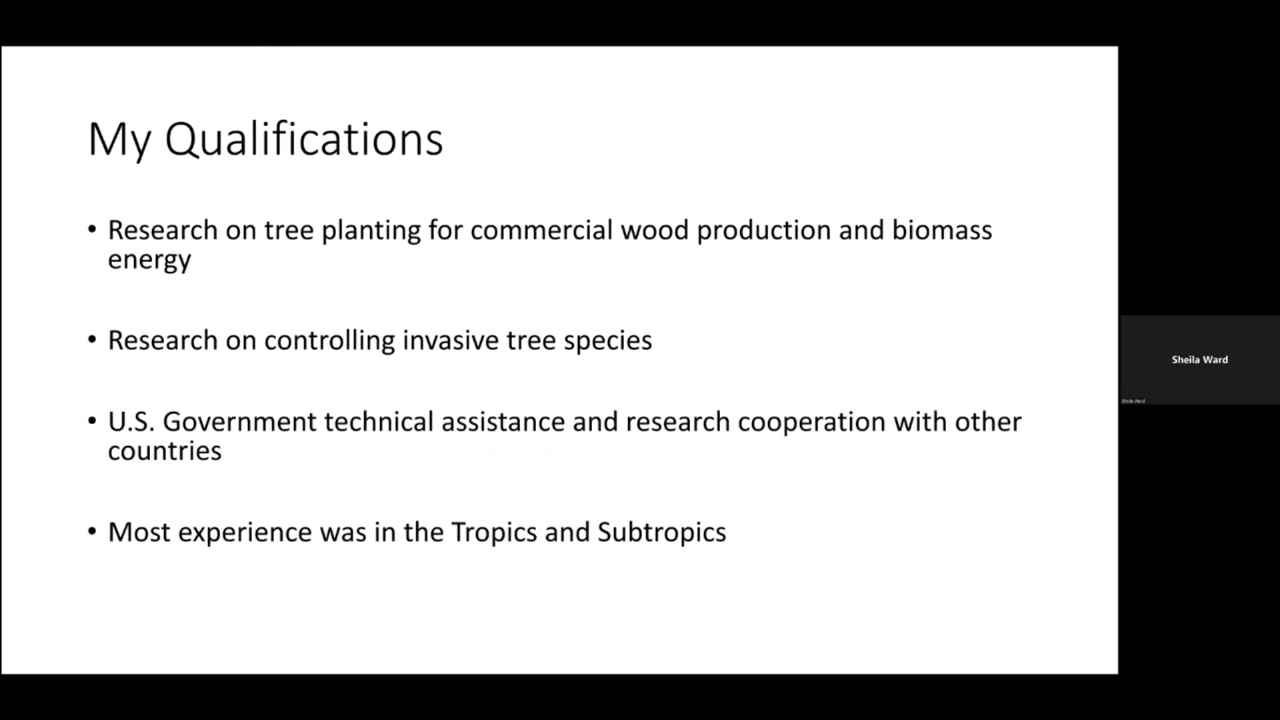 My Qualifications
• Research on tree planting for commercial wood production and biomass
energy
• Research on controlling invasive tree species
• U.S. Government technical assistance and research cooperation with other
countries
• Most experience was in the Tropics and Subtropics
Sheila Ward
Sheila Ward